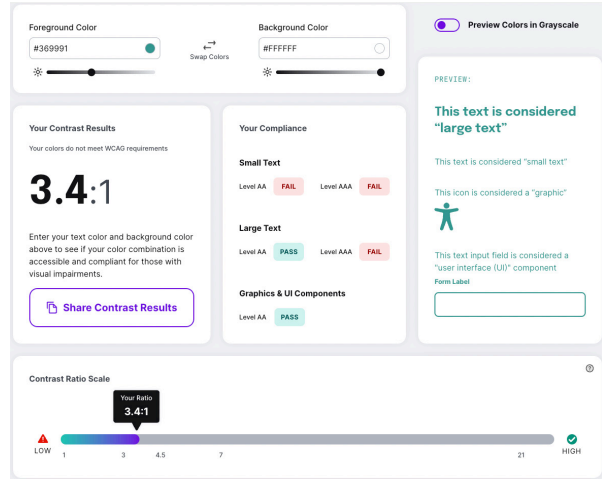 Foreground Color
#369991
Swap Colors
Background Color
#FFFFFF
Preview Colors in Grayscale
Your Contrast Results
Your colors do not meet WCAG requirements
3.4:1
Enter your text color and background color
above to see if your color combination is
accessible and compliant for those with
visual impairments.
Share Contrast Results
Your Compliance
Small Text
Level AA FAIL Level AAA FAIL
Large Text
Level AA PASS Level AAA FAIL
Graphics & UI Components
Level AA PASS
PREVIEW:
This text is considered
“large text”
This text is considered “small text”
This icon is considered a “graphic”
This text input field is considered a
“user interface (UI)” component
Form Label
Contrast Ratio Scale
Your Ratio
3.4:1
LOW
1 3 4.5 7 21
HIGH